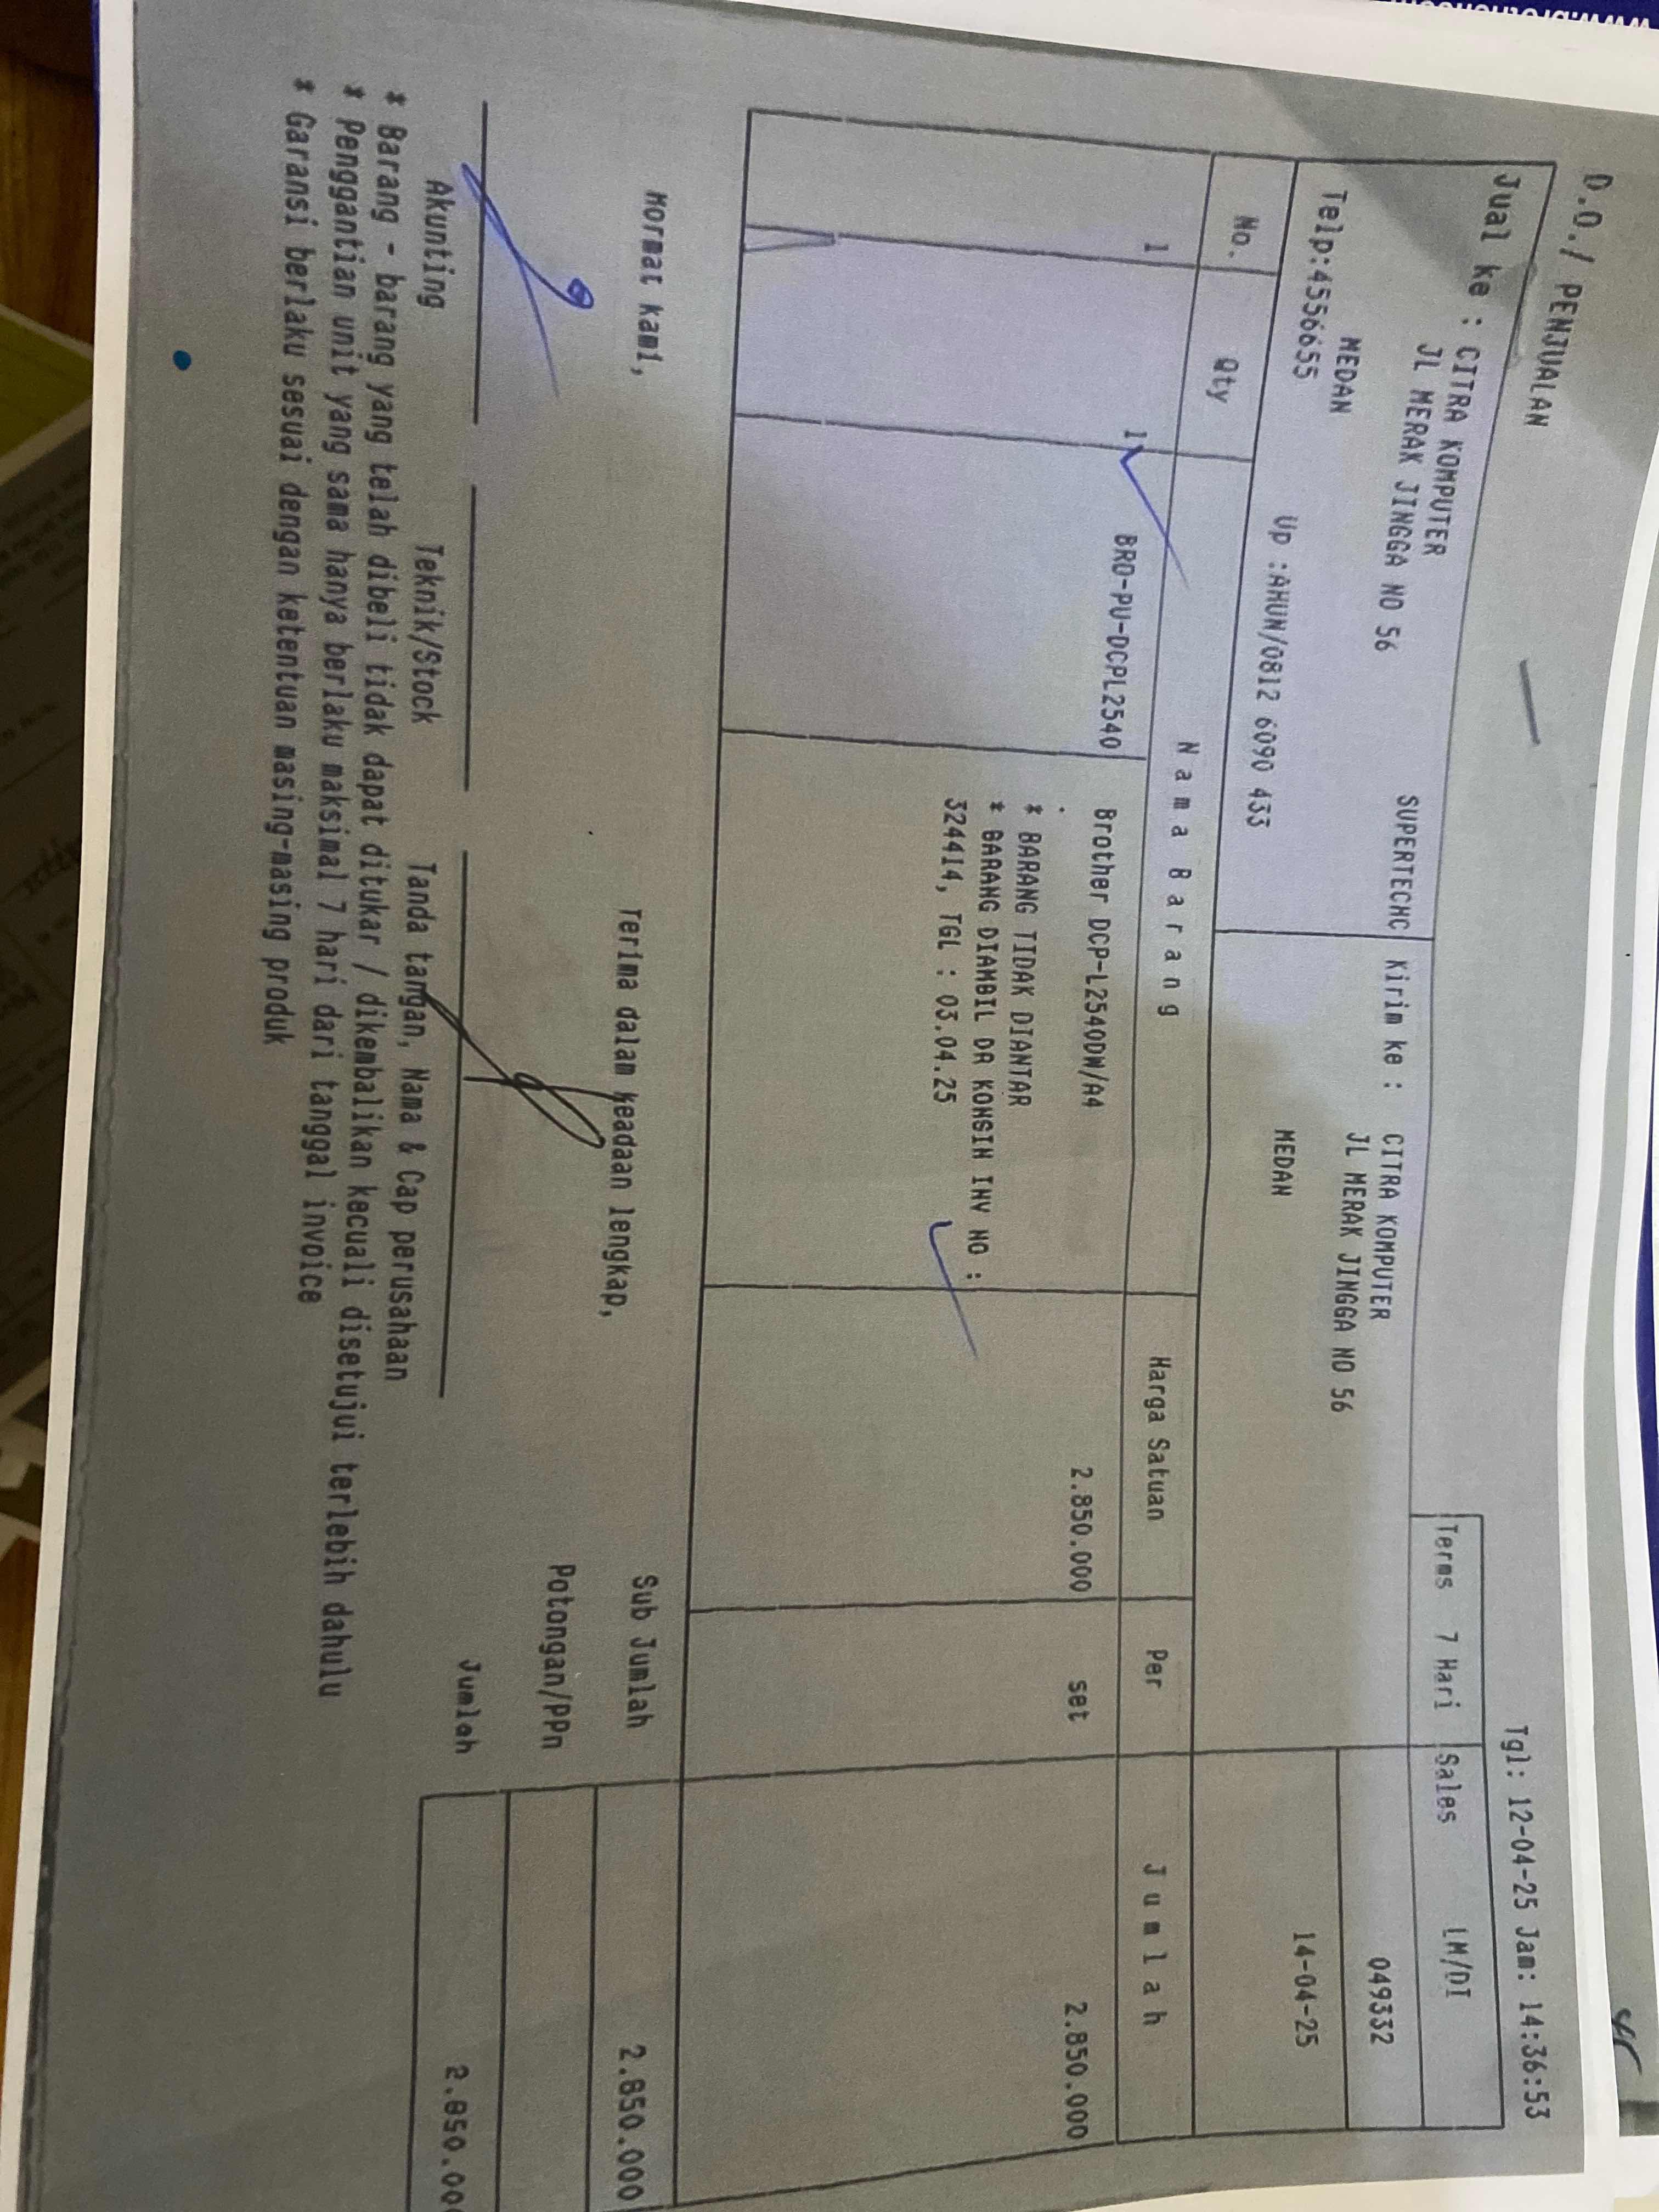 D.O./ PENJUALAN
Tgl: 12-04-25 Jam: 14:36:53
Jual ke : CITRA KOMPUTER
JL MERAK JINGGA NO 56
SUPERTECHC
MEDAN
Telp:4556655
Up :AHUN/0812 6090 433
Kirim ke : CITRA KOMPUTER
JL MERAK JINGGA NO 56
MEDAN
Terms 7 Hari
Sales LM/DI
049332
14-04-25
No. Qty Nama Barang Harga Satuan Per Jumlah
1 1 BRO-PU-DCPL2540 Brother DCP-L2540DW/A4 2.850.000 set 2.850.000
.
* BARANG TIDAK DIANTAR
* BARANG DIAMBIL DR KONSIN INV NO :
324414, TGL : 03.04.25
Hormat kami, Terima dalam keadaan lengkap, Sub Jumlah 2.850.000
Potongan/PPn
Jumlah 2.850.00
Akunting Teknik/Stock Tanda tangan, Nama & Cap perusahaan
* Barang - barang yang telah dibeli tidak dapat ditukar / dikembalikan kecuali disetujui terlebih dahulu
* Penggantian unit yang sama hanya berlaku maksimal 7 hari dari tanggal invoice
* Garansi berlaku sesuai dengan ketentuan masing-masing produk